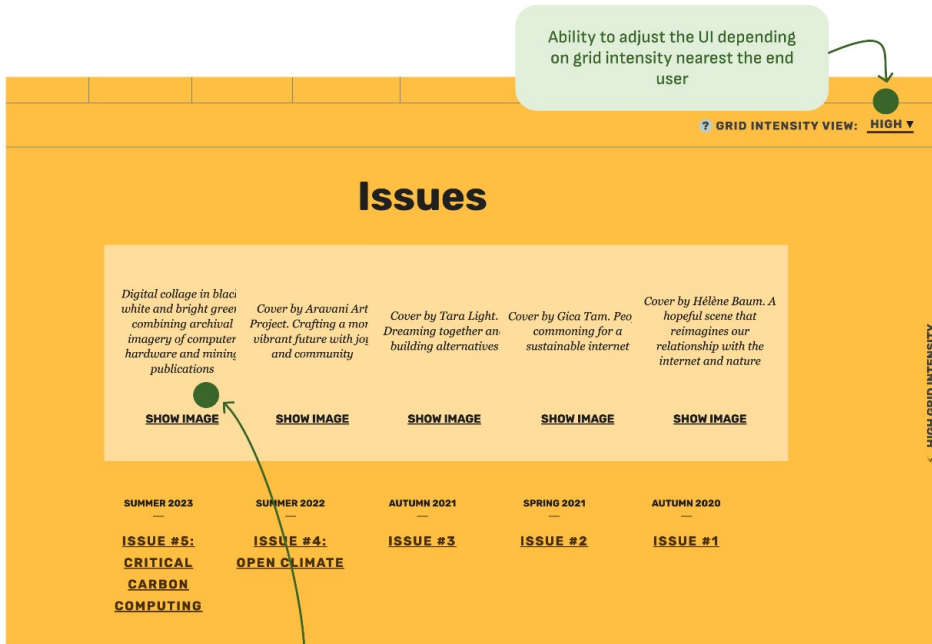 Ability to adjust the UI depending
on grid intensity nearest the end
user
? GRID INTENSITY VIEW: HIGH ▼
Issues
Digital collage in black
white and bright green
combining archival
imagery of computer
hardware and mining
publications
SHOW IMAGE
Cover by Aravani Art
Project. Crafting a mor
vibrant future with joy
and community
SHOW IMAGE
Cover by Tara Light.
Dreaming together an
building alternatives
SHOW IMAGE
Cover by Gica Tam. Peo
commoning for a
sustainable internet
SHOW IMAGE
Cover by Hélène Baum. A
hopeful scene that
reimagines our
relationship with the
internet and nature
SHOW IMAGE
SUMMER 2023
—
ISSUE #5:
CRITICAL
CARBON
COMPUTING
SUMMER 2022
ISSUE #4:
OPEN CLIMATE
AUTUMN 2021
—
ISSUE #3
SPRING 2021
—
ISSUE #2
AUTUMN 2020
—
ISSUE #1
HIGH GRID INTENSITY